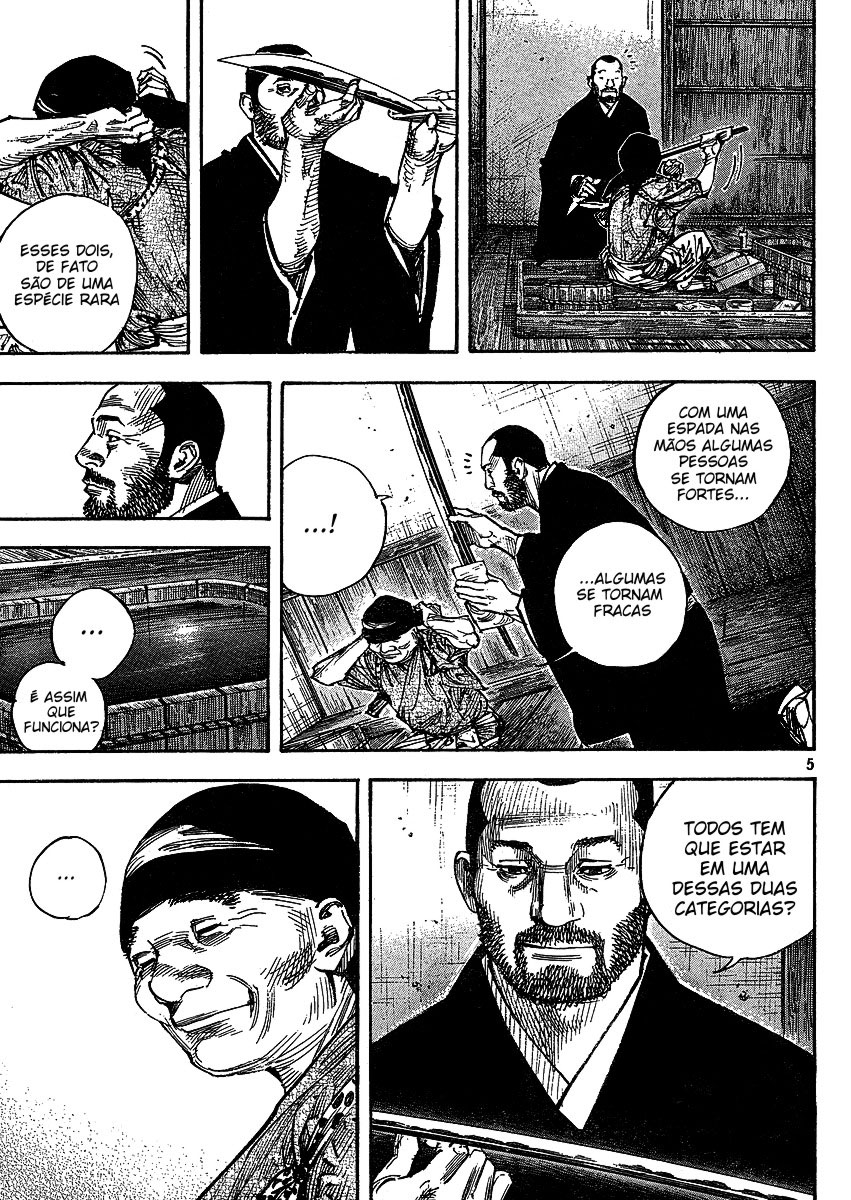 ESSES DOIS,
DE FATO
SÃO DE UMA
ESPÉCIE RARA
COM UMA
ESPADA NAS
MÃOS ALGUMAS
PESSOAS
SE TORNAM
FORTES...
...ALGUMAS
SE TORNAM
FRACAS
...!
...
É ASSIM
QUE
FUNCIONA?
5
TODOS TEM
QUE ESTAR
EM UMA
DESSAS DUAS
CATEGORIAS?
...